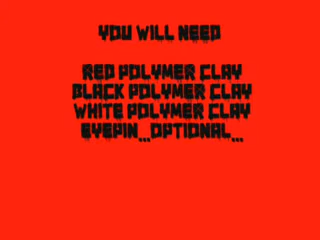 YOU WILL NEED
RED POLYMER CLAY
BLACK POLYMER CLAY
WHITE POLYMER CLAY
EYEPIN...OPTIONAL...